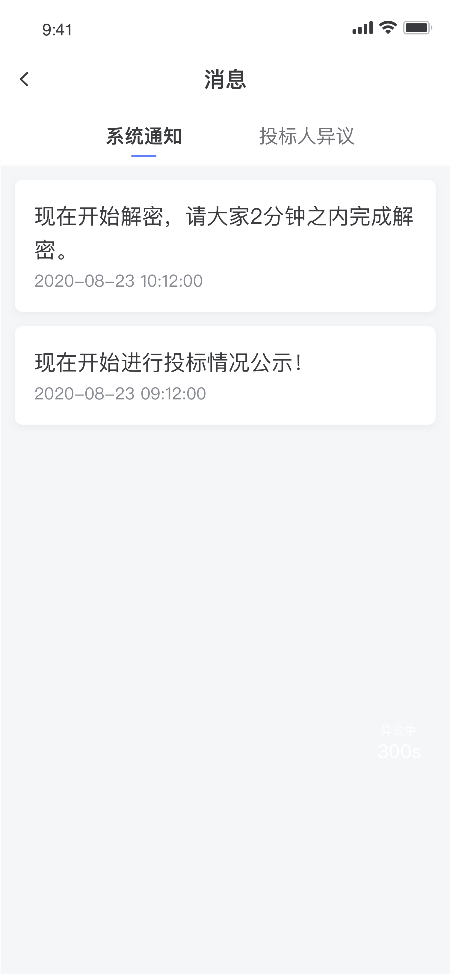 9:41
消息
系统通知
投标人异议
现在开始解密，请大家2分钟之内完成解
密。
2020-08-23 10:12:00
现在开始进行投标情况公示！
2020-08-23 09:12:00
300s